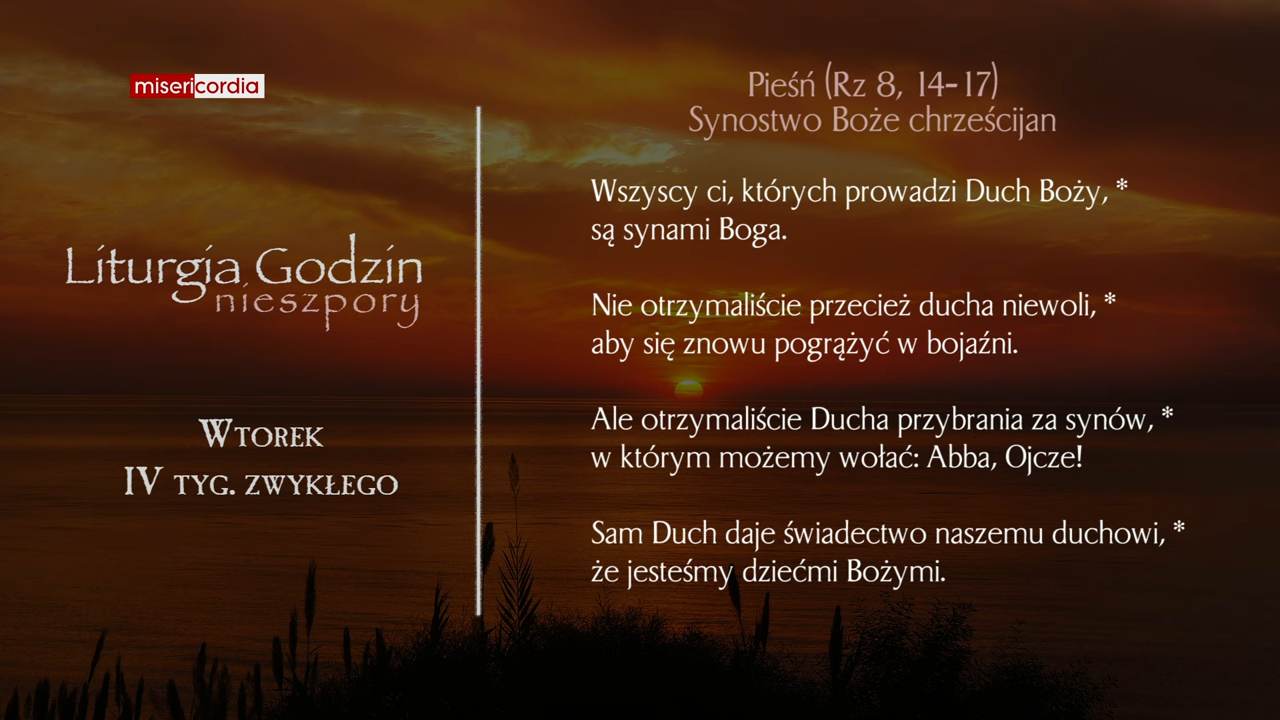 misericordia
Liturgia Godzin
nieszpory
Wtorek
IV tyg. zwykłego
Pieśń (Rz 8, 14-17)
Synostwo Boże chrześcijan
Wszyscy ci, których prowadzi Duch Boży, *
są synami Boga.
Nie otrzymaliście przecież ducha niewoli, *
aby się znowu pogrążyć w bojaźni.
Ale otrzymaliście Ducha przybrania za synów, *
w którym możemy wołać: Abba, Ojcze!
Sam Duch daje świadectwo naszemu duchowi, *
że jesteśmy dziećmi Bożymi.